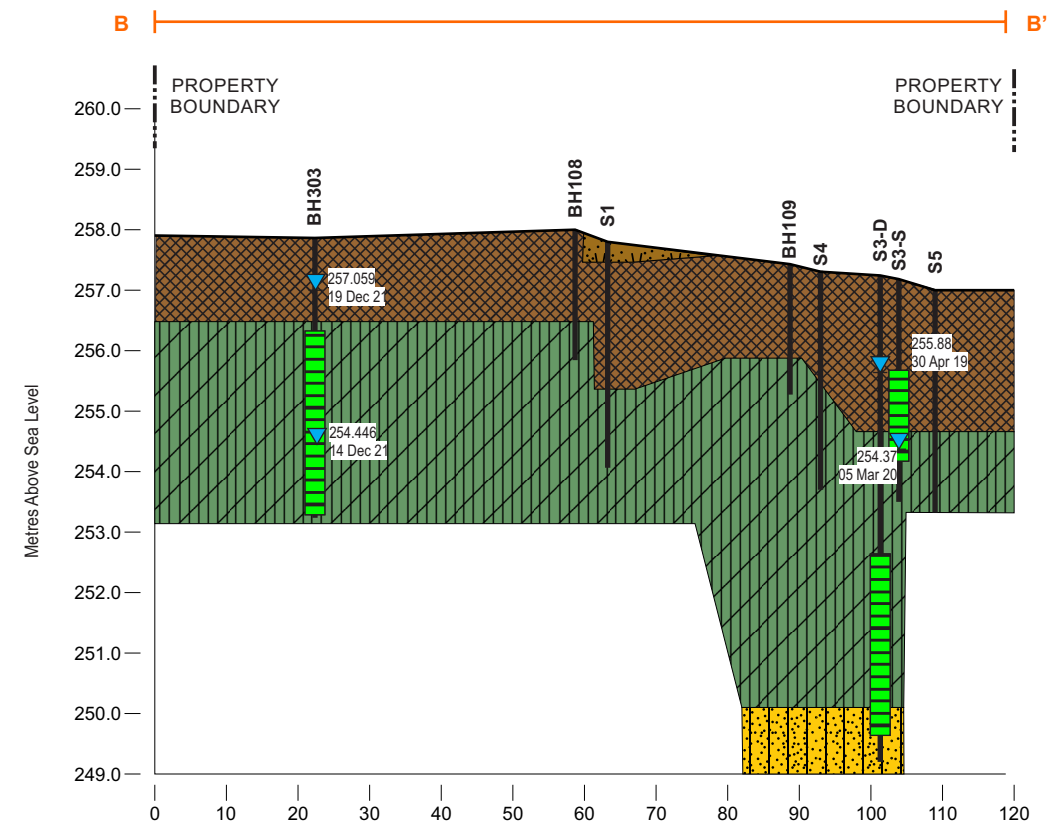 B
B'
PROPERTY
BOUNDARY
PROPERTY
BOUNDARY
260.0
259.0
258.0
257.0
256.0
255.0
254.0
253.0
252.0
251.0
250.0
249.0
Metres Above Sea Level
BH303
BH108
S1
BH109
S4
S3-D
S3-S
S5
257.059
19 Dec 21
254.446
14 Dec 21
255.88
30 Apr 19
254.37
05 Mar 20
0
10
20
30
40
50
60
70
80
90
100
110
120